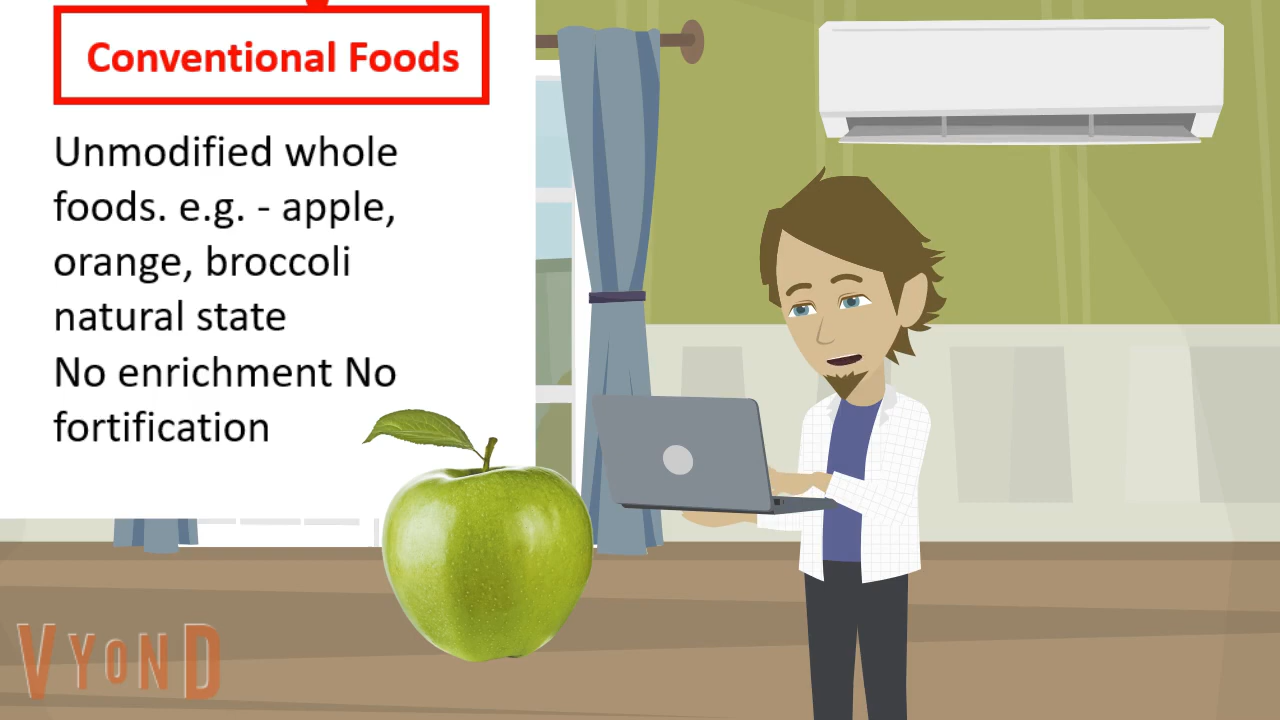 Conventional Foods
Unmodified whole
foods. e.g. - apple,
orange, broccoli
natural state
No enrichment No
fortification
VYOND